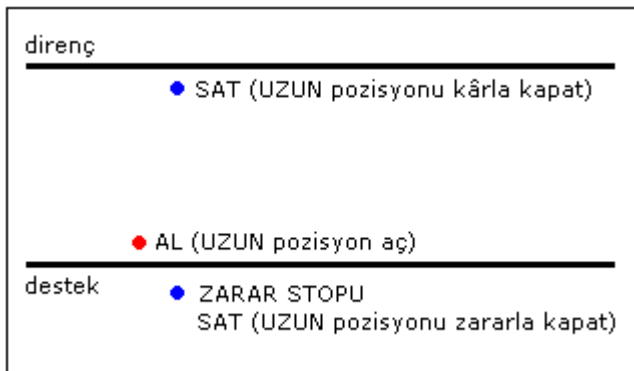 direnç
SAT (UZUN pozisyonu kârla kapat)
AL (UZUN pozisyon aç)
destek
ZARAR STOPU
SAT (UZUN pozisyonu zararla kapat)